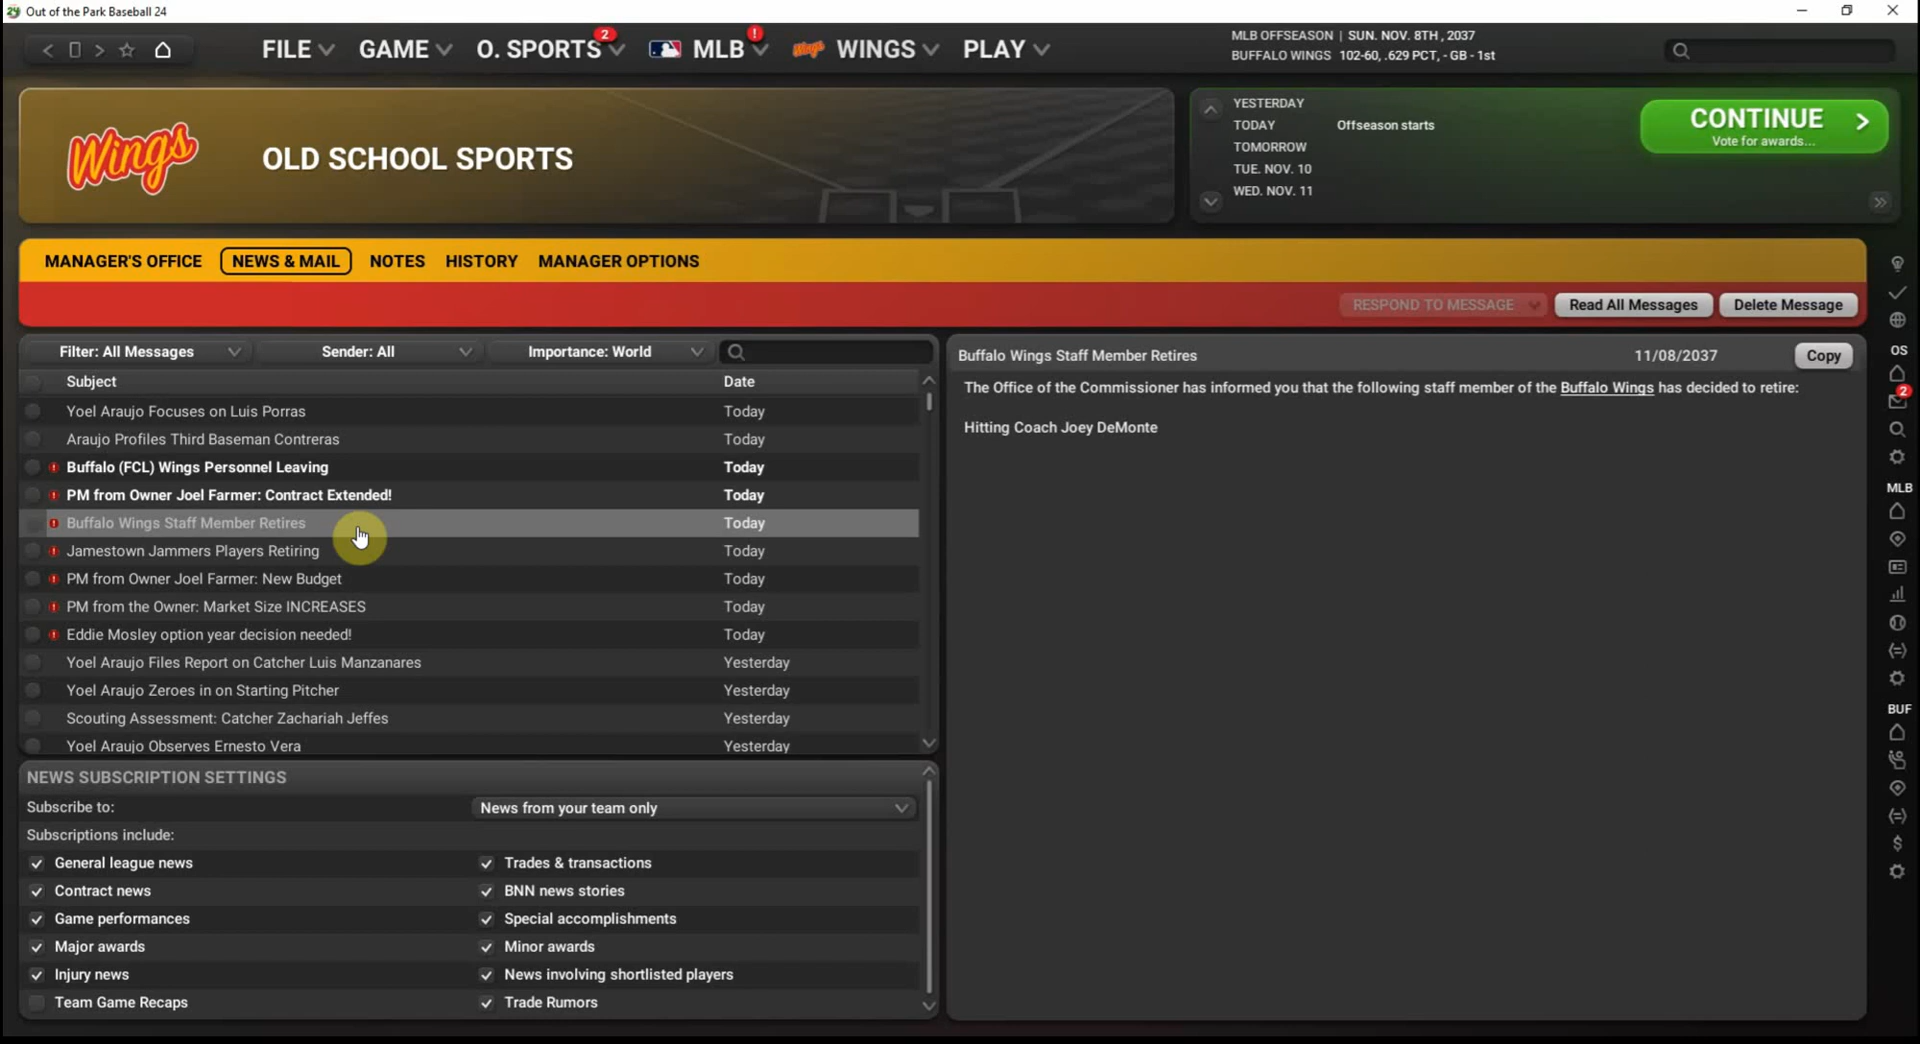 Out of the Park Baseball 24
FILE GAME O. SPORTS 2 MLB ! WINGS PLAY
MLB OFFSEASON | SUN. NOV. 8TH, 2037
BUFFALO WINGS 102-60, .629 PCT, - GB - 1st
Wings OLD SCHOOL SPORTS
YESTERDAY
TODAY Offseason starts
TOMORROW
TUE. NOV. 10
WED. NOV. 11
CONTINUE
Vote for awards...
MANAGER'S OFFICE NEWS & MAIL NOTES HISTORY MANAGER OPTIONS
RESPOND TO MESSAGE Read All Messages Delete Message
Filter: All Messages Sender: All Importance: World
Subject Date
Yoel Araujo Focuses on Luis Porras Today
Araujo Profiles Third Baseman Contreras Today
Buffalo (FCL) Wings Personnel Leaving Today
PM from Owner Joel Farmer: Contract Extended! Today
Buffalo Wings Staff Member Retires Today
Jamestown Jammers Players Retiring Today
PM from Owner Joel Farmer: New Budget Today
PM from the Owner: Market Size INCREASES Today
Eddie Mosley option year decision needed! Today
Yoel Araujo Files Report on Catcher Luis Manzanares Yesterday
Yoel Araujo Zeroes in on Starting Pitcher Yesterday
Scouting Assessment: Catcher Zachariah Jeffes Yesterday
Yoel Araujo Observes Ernesto Vera Yesterday
Buffalo Wings Staff Member Retires 11/08/2037 Copy
The Office of the Commissioner has informed you that the following staff member of the Buffalo Wings has decided to retire:
Hitting Coach Joey DeMonte
NEWS SUBSCRIPTION SETTINGS
Subscribe to: News from your team only
Subscriptions include:
General league news Trades & transactions
Contract news BNN news stories
Game performances Special accomplishments
Major awards Minor awards
Injury news News involving shortlisted players
Team Game Recaps Trade Rumors
OS
2
MLB
BUF